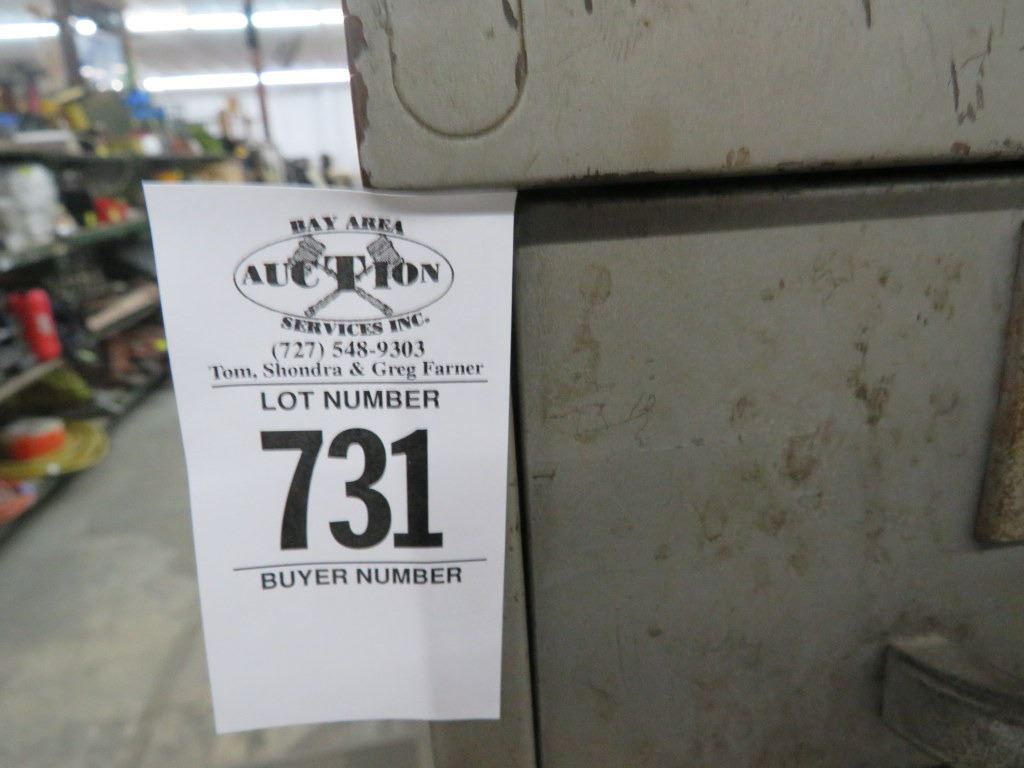 BAY AREA
AUCTION
SERVICES INC.
(727) 548-9303
Tom, Shondra & Greg Farner
LOT NUMBER
731
BUYER NUMBER